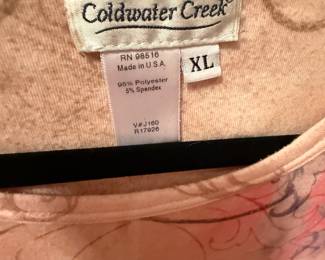 Coldwater Creek®
RN 98516
Made in U.S.A.
XL
95% Polyester
5% Spandex
V#J160
R17926